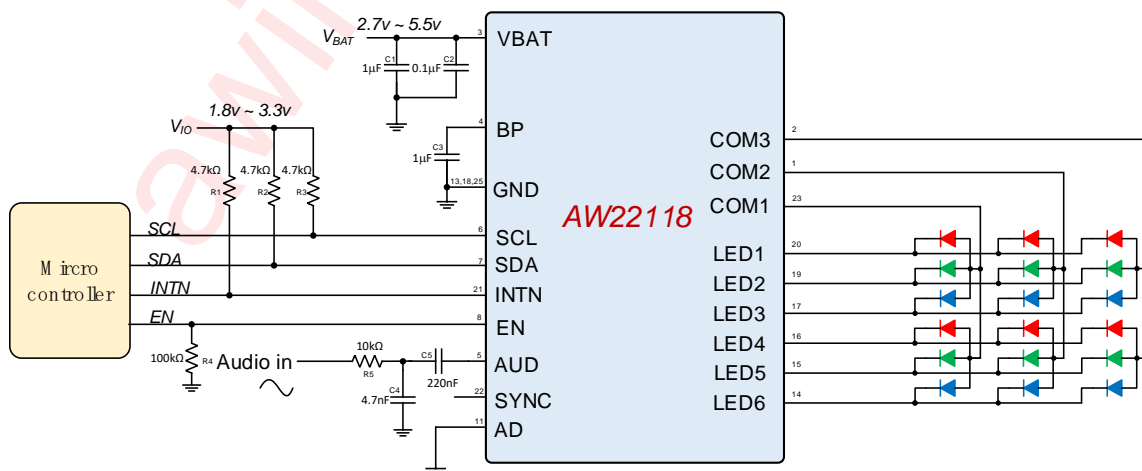 2.7v ~ 5.5v
VBAT
3
VBAT
C1
1μF
C2
0.1μF
1.8v ~ 3.3v
VIO
4
BP
C3
1μF
13,18,25
GND
4.7kΩ
4.7kΩ
4.7kΩ
R1
R2
R3
AW22118
Mircro
controller
SCL
6
SCL
SDA
7
SDA
INTN
21
INTN
EN
8
EN
100kΩ
R4
Audio in
10kΩ
R5
C5
220nF
5
AUD
C4
4.7nF
22
SYNC
11
AD
COM3
2
COM2
1
COM1
23
LED1
20
LED2
19
LED3
17
LED4
16
LED5
15
LED6
14
awi